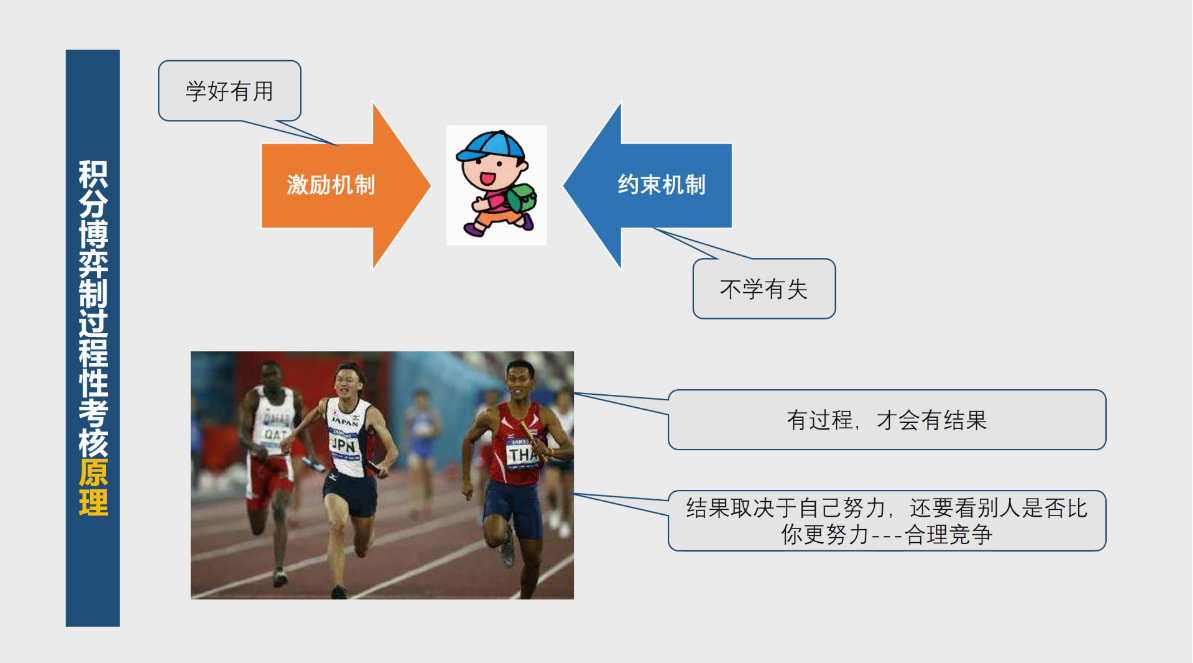 积分博弈制过程性考核原理
学好有用
激励机制
约束机制
不学有失
QAT
JAPAN
JPN
THA
有过程，才会有结果
结果取决于自己努力，还要看别人是否比
你更努力---合理竞争